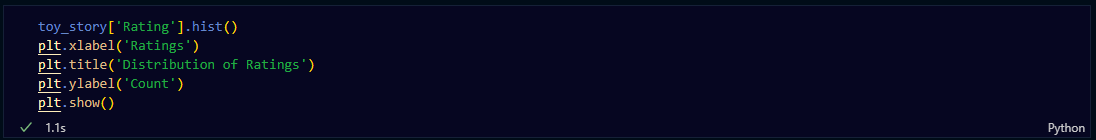 toy_story['Rating'].hist()
plt.xlabel('Ratings')
plt.title('Distribution of Ratings')
plt.ylabel('Count')
plt.show()
1.1s Python